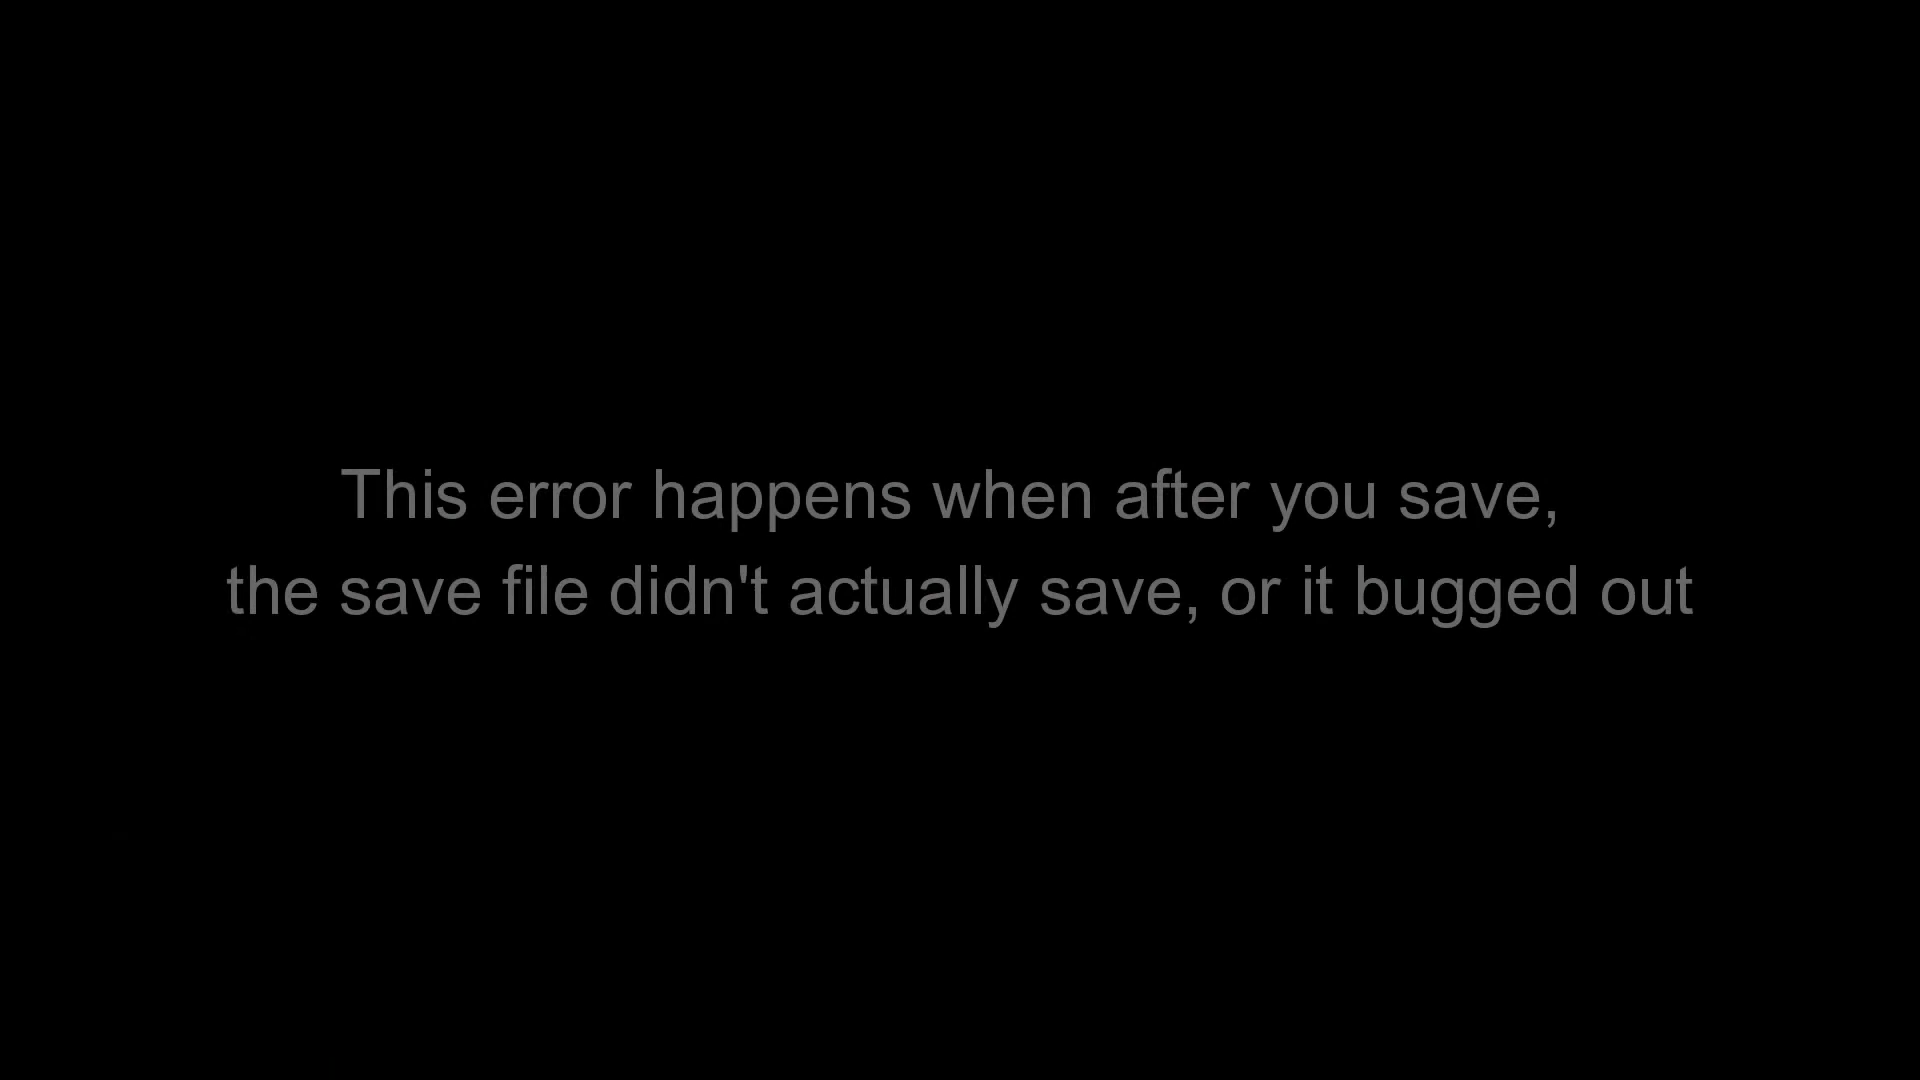 This error happens when after you save,
the save file didn't actually save, or it bugged out